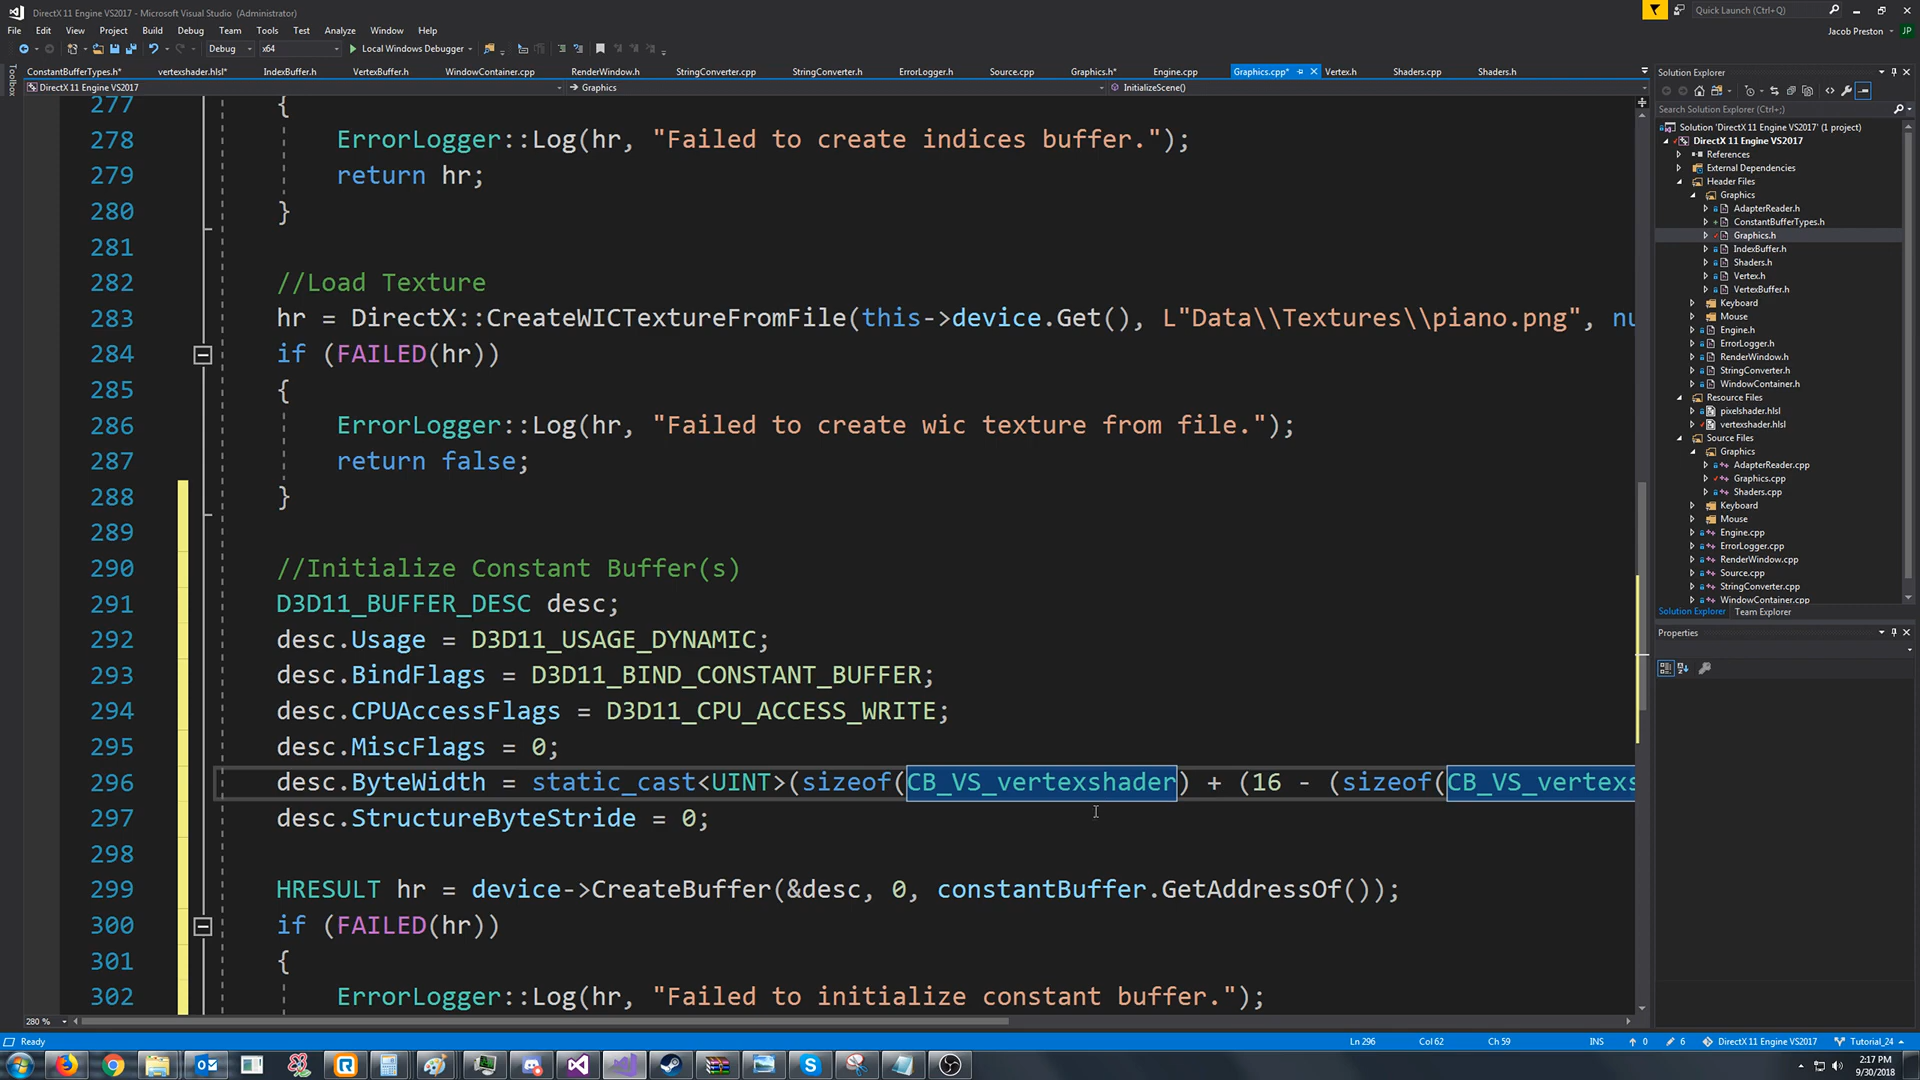 DirectX 11 Engine VS2017 - Microsoft Visual Studio (Administrator)
Quick Launch (Ctrl+Q)
File Edit View Project Build Debug Team Tools Test Analyze Window Help
Jacob Preston JP
Debug x64 Local Windows Debugger
Toolbox
ConstantBufferTypes.h* vertexshader.hlsl* IndexBuffer.h VertexBuffer.h WindowContainer.cpp RenderWindow.h StringConverter.cpp StringConverter.h ErrorLogger.h Source.cpp Graphics.h* Engine.cpp Graphics.cpp* Vertex.h Shaders.cpp Shaders.h
DirectX 11 Engine VS2017 Graphics InitializeScene()
277 {
278 ErrorLogger::Log(hr, "Failed to create indices buffer.");
279 return hr;
280 }
281
282 //Load Texture
283 hr = DirectX::CreateWICTextureFromFile(this->device.Get(), L"Data\\Textures\\piano.png", nu
284 if (FAILED(hr))
285 {
286 ErrorLogger::Log(hr, "Failed to create wic texture from file.");
287 return false;
288 }
289
290 //Initialize Constant Buffer(s)
291 D3D11_BUFFER_DESC desc;
292 desc.Usage = D3D11_USAGE_DYNAMIC;
293 desc.BindFlags = D3D11_BIND_CONSTANT_BUFFER;
294 desc.CPUAccessFlags = D3D11_CPU_ACCESS_WRITE;
295 desc.MiscFlags = 0;
296 desc.ByteWidth = static_cast<UINT>(sizeof(CB_VS_vertexshader) + (16 - (sizeof(CB_VS_vertexs
297 desc.StructureByteStride = 0;
298
299 HRESULT hr = device->CreateBuffer(&desc, 0, constantBuffer.GetAddressOf());
300 if (FAILED(hr))
301 {
302 ErrorLogger::Log(hr, "Failed to initialize constant buffer.");
280 %
Solution Explorer
Search Solution Explorer (Ctrl+;)
Solution 'DirectX 11 Engine VS2017' (1 project)
DirectX 11 Engine VS2017
References
External Dependencies
Header Files
Graphics
AdapterReader.h
ConstantBufferTypes.h
Graphics.h
IndexBuffer.h
Shaders.h
Vertex.h
VertexBuffer.h
Keyboard
Mouse
Engine.h
ErrorLogger.h
RenderWindow.h
StringConverter.h
WindowContainer.h
Resource Files
pixelshader.hlsl
vertexshader.hlsl
Source Files
Graphics
AdapterReader.cpp
Graphics.cpp
Shaders.cpp
Keyboard
Mouse
Engine.cpp
ErrorLogger.cpp
RenderWindow.cpp
Source.cpp
StringConverter.cpp
WindowContainer.cpp
Solution Explorer Team Explorer
Properties
Ready Ln 296 Col 62 Ch 59 INS 0 6 DirectX 11 Engine VS2017 Tutorial_24
2:17 PM
9/30/2018